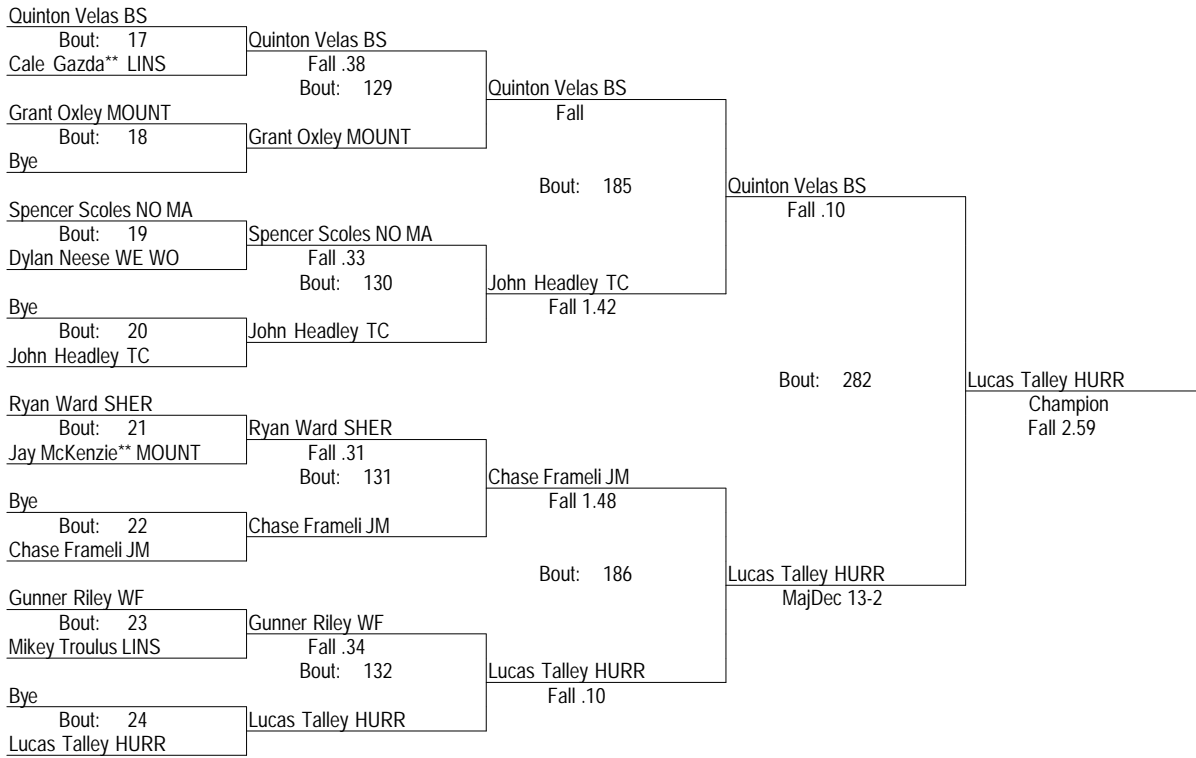 Quinton Velas BS
Bout: 17
Cale Gazda** LINS
Grant Oxley MOUNT
Bout: 18
Bye
Spencer Scoles NO MA
Bout: 19
Dylan Neese WE WO
Bye
Bout: 20
John Headley TC
Ryan Ward SHER
Bout: 21
Jay McKenzie** MOUNT
Bye
Bout: 22
Chase Frameli JM
Gunner Riley WF
Bout: 23
Mikey Troulus LINS
Bye
Bout: 24
Lucas Talley HURR
Quinton Velas BS
Fall .38
Bout: 129
Grant Oxley MOUNT
Spencer Scoles NO MA
Fall .33
Bout: 130
John Headley TC
Ryan Ward SHER
Fall .31
Bout: 131
Chase Frameli JM
Gunner Riley WF
Fall .34
Bout: 132
Lucas Talley HURR
Quinton Velas BS
Fall
Bout: 185
John Headley TC
Fall 1.42
Chase Frameli JM
Fall 1.48
Bout: 186
Lucas Talley HURR
Fall .10
Quinton Velas BS
Fall .10
Bout: 282
Lucas Talley HURR
MajDec 13-2
Lucas Talley HURR
Champion
Fall 2.59